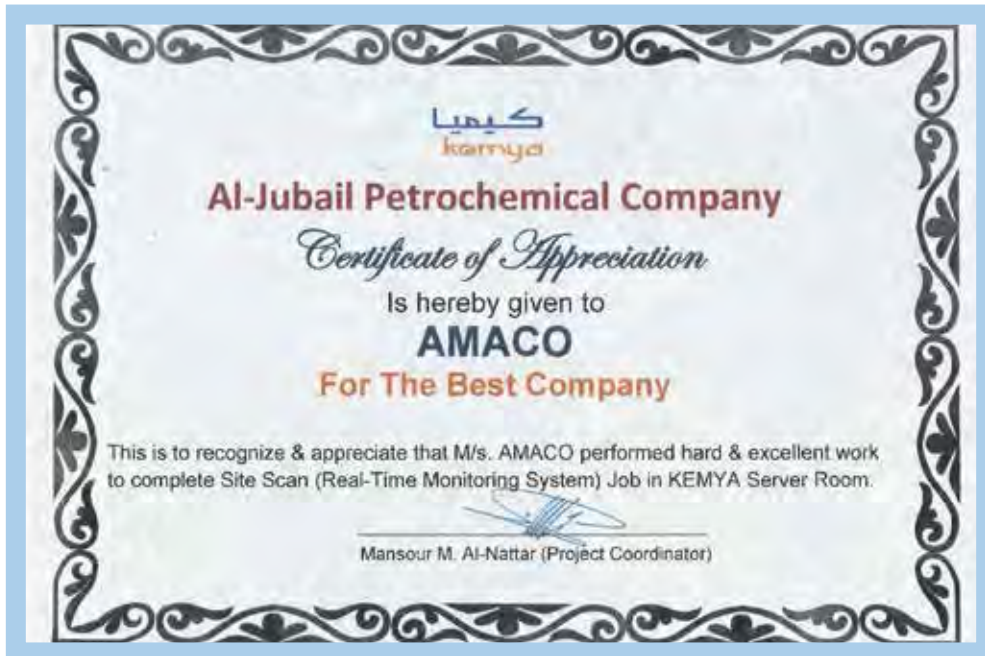 كيميا
kemya
Al-Jubail Petrochemical Company
Certificate of Appreciation
Is hereby given to
AMACO
For The Best Company
This is to recognize & appreciate that M/s. AMACO performed hard & excellent work
to complete Site Scan (Real-Time Monitoring System) Job in KEMYA Server Room.
Mansour M. Al-Nattar (Project Coordinator)